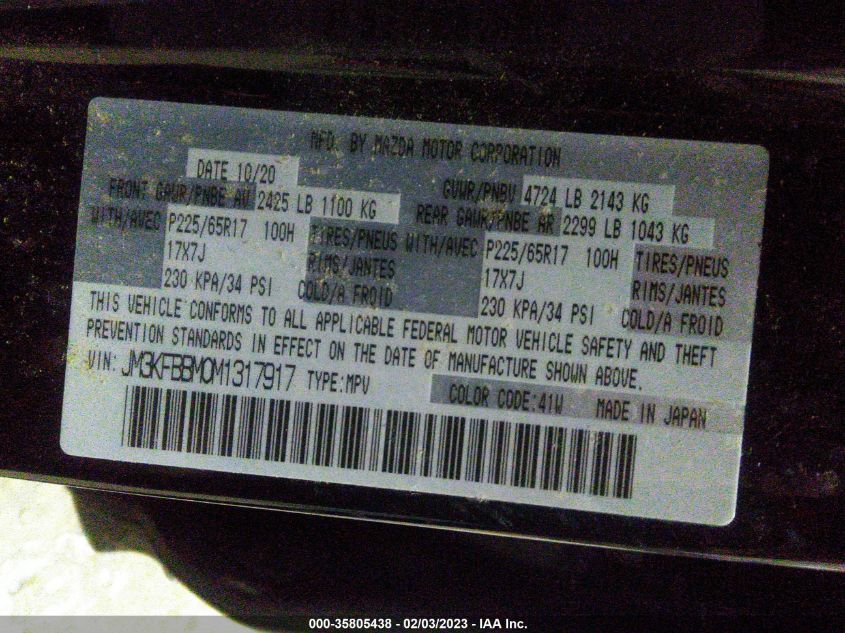 MFD. BY MAZDA MOTOR CORPORATION
DATE 10/20 GVWR/PNBV 4724 LB 2143 KG
FRONT GAWR/PNBE AV 2425 LB 1100 KG REAR GAWR/PNBE AR 2299 LB 1043 KG
WITH/AVEC P225/65R17 100H TIRES/PNEUS WITH/AVEC P225/65R17 100H TIRES/PNEUS
17X7J RIMS/JANTES 17X7J RIMS/JANTES
230 KPA/34 PSI COLD/A FROID 230 KPA/34 PSI COLD/A FROID
THIS VEHICLE CONFORMS TO ALL APPLICABLE FEDERAL MOTOR VEHICLE SAFETY AND THEFT
PREVENTION STANDARDS IN EFFECT ON THE DATE OF MANUFACTURE SHOWN ABOVE.
VIN: JM3KFBBM0M1317917 TYPE:MPV
COLOR CODE:41W MADE IN JAPAN
000-35805438 - 02/03/2023 - IAA Inc.